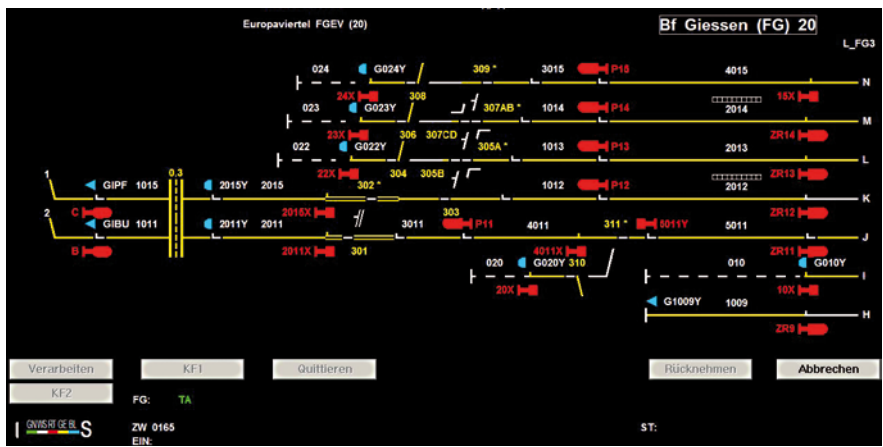 Europaviertel FGEV (20)
Bf Giessen (FG) 20
L_FG3
024 G024Y 309 * 3015 P15 4015 N
24X 308 15X
023 G023Y 307AB * 1014 P14 2014 M
23X 306 307CD ZR14
022 G022Y 305A * 1013 P13 2013 L
22X 304 305B ZR13
1 GIPF 1015 0.3 2015Y 2015 302 * 1012 P12 2012 K
C 2015X 303 ZR12
2 GIBU 1011 2011Y 2011 3011 P11 4011 311 * 5011Y 5011 J
B 2011X 301 4011X ZR11
020 G020Y 310 010 G010Y I
20X 10X
G1009Y 1009 H
ZR9
Verarbeiten KF1 Quittieren Rücknehmen Abbrechen
KF2 FG: TA
I GNWSRT GE BL S ZW 0165 ST:
EIN: